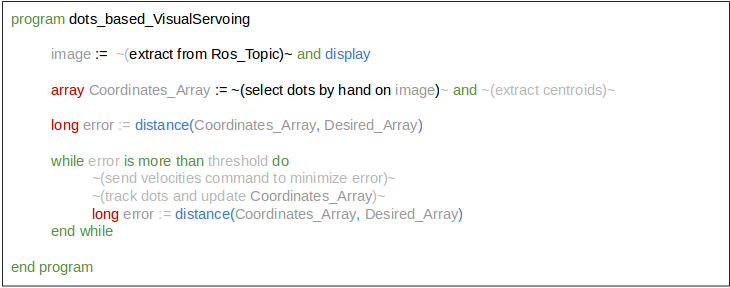 program dots_based_VisualServoing
image := ~(extract from Ros_Topic)~ and display
array Coordinates_Array := ~(select dots by hand on image)~ and ~(extract centroids)~
long error := distance(Coordinates_Array, Desired_Array)
while error is more than threshold do
~(send velocities command to minimize error)~
~(track dots and update Coordinates_Array)~
long error := distance(Coordinates_Array, Desired_Array)
end while
end program